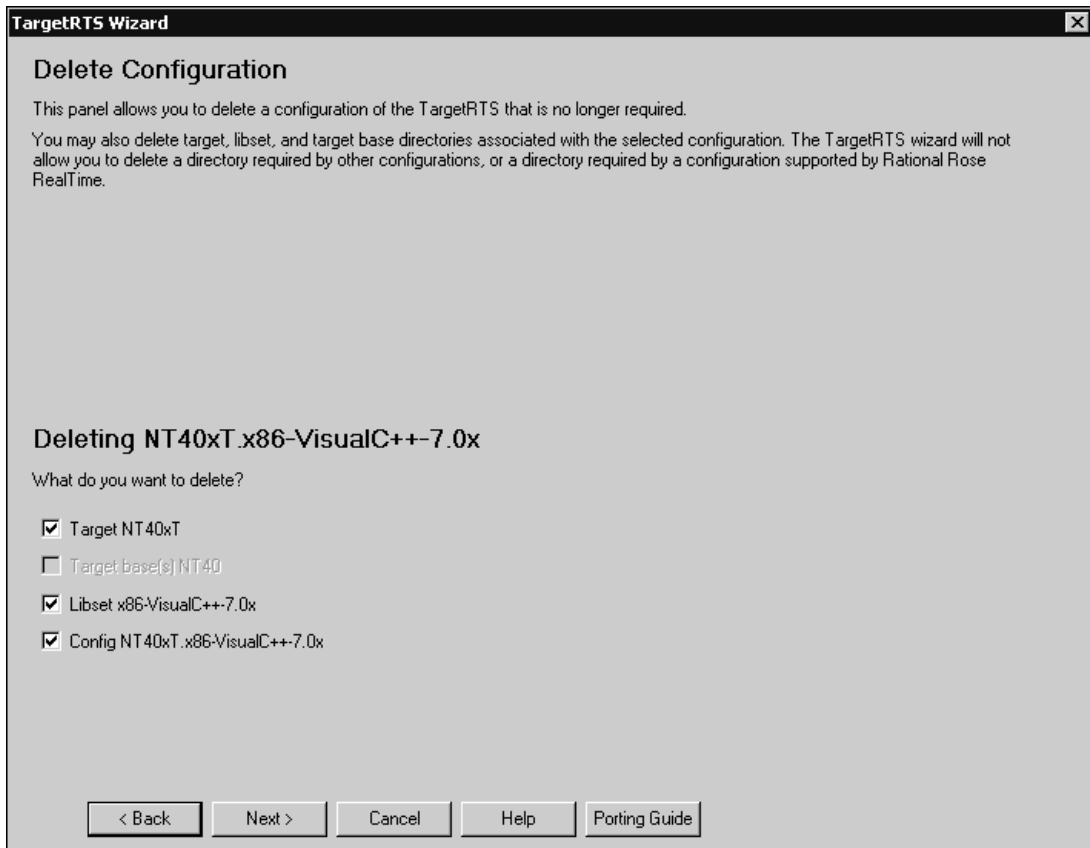 TargetRTS Wizard
Delete Configuration
This panel allows you to delete a configuration of the TargetRTS that is no longer required.
You may also delete target, libset, and target base directories associated with the selected configuration. The TargetRTS wizard will not
allow you to delete a directory required by other configurations, or a directory required by a configuration supported by Rational Rose
RealTime.
Deleting NT40xT.x86-VisualC++-7.0x
What do you want to delete?
Target NT40xT
Target base(s) NT40
Libset x86-VisualC++-7.0x
Config NT40xT.x86-VisualC++-7.0x
< Back Next > Cancel Help Porting Guide